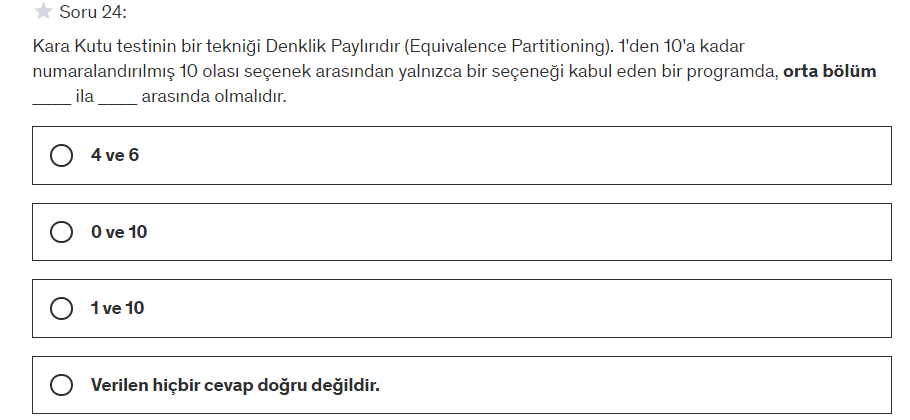 Soru 24:
Kara Kutu testinin bir tekniği Denklik Paylırıdır (Equivalence Partitioning). 1'den 10'a kadar
numaralandırılmış 10 olası seçenek arasından yalnızca bir seçeneği kabul eden bir programda, orta bölüm
____ ila ____ arasında olmalıdır.
4 ve 6
0 ve 10
1 ve 10
Verilen hiçbir cevap doğru değildir.